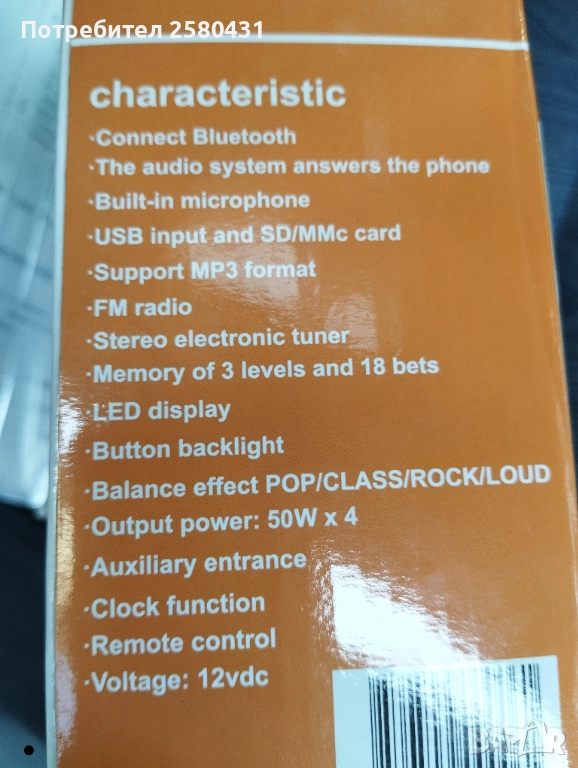 Потребител 2580431
characteristic
·Connect Bluetooth
·The audio system answers the phone
·Built-in microphone
·USB input and SD/MMc card
·Support MP3 format
·FM radio
·Stereo electronic tuner
·Memory of 3 levels and 18 bets
·LED display
·Button backlight
·Balance effect POP/CLASS/ROCK/LOUD
·Output power: 50W x 4
·Auxiliary entrance
·Clock function
·Remote control
·Voltage: 12vdc
BAZAR